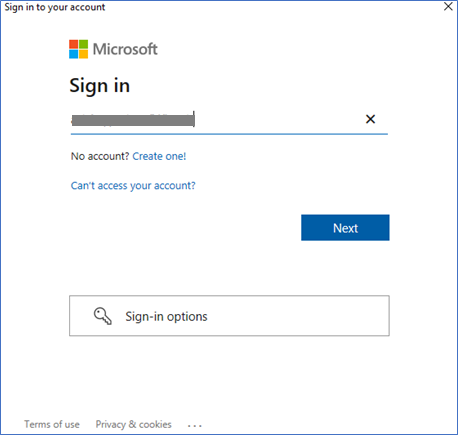 Sign in to your account
Microsoft
Sign in
No account? Create one!
Can't access your account?
Next
Sign-in options
Terms of use Privacy & cookies ...